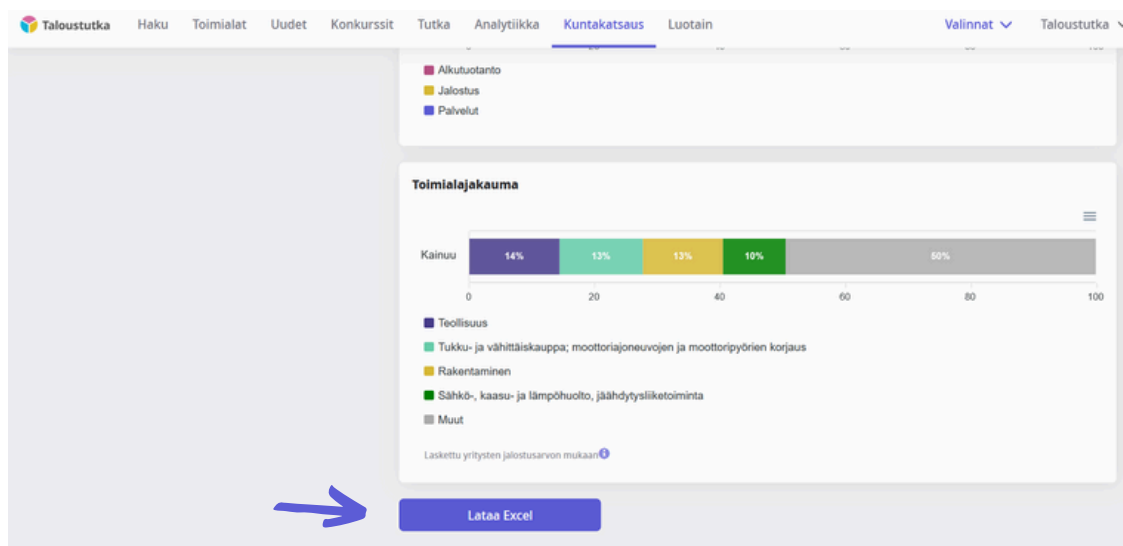 Taloustutka Haku Toimialat Uudet Konkurssit Tutka Analytiikka Kuntakatsaus Luotain Valinnat Taloustutka
Alkutuotanto
Jalostus
Palvelut
Toimialajakauma
Kainuu 14% 13% 13% 10% 50%
0 20 40 60 80 100
Teollisuus
Tukku- ja vähittäiskauppa; moottoriajoneuvojen ja moottoripyörien korjaus
Rakentaminen
Sähkö-, kaasu- ja lämpöhuolto, jäähdytysliiketoiminta
Muut
Laskettu yritysten jalostusarvon mukaan
Lataa Excel